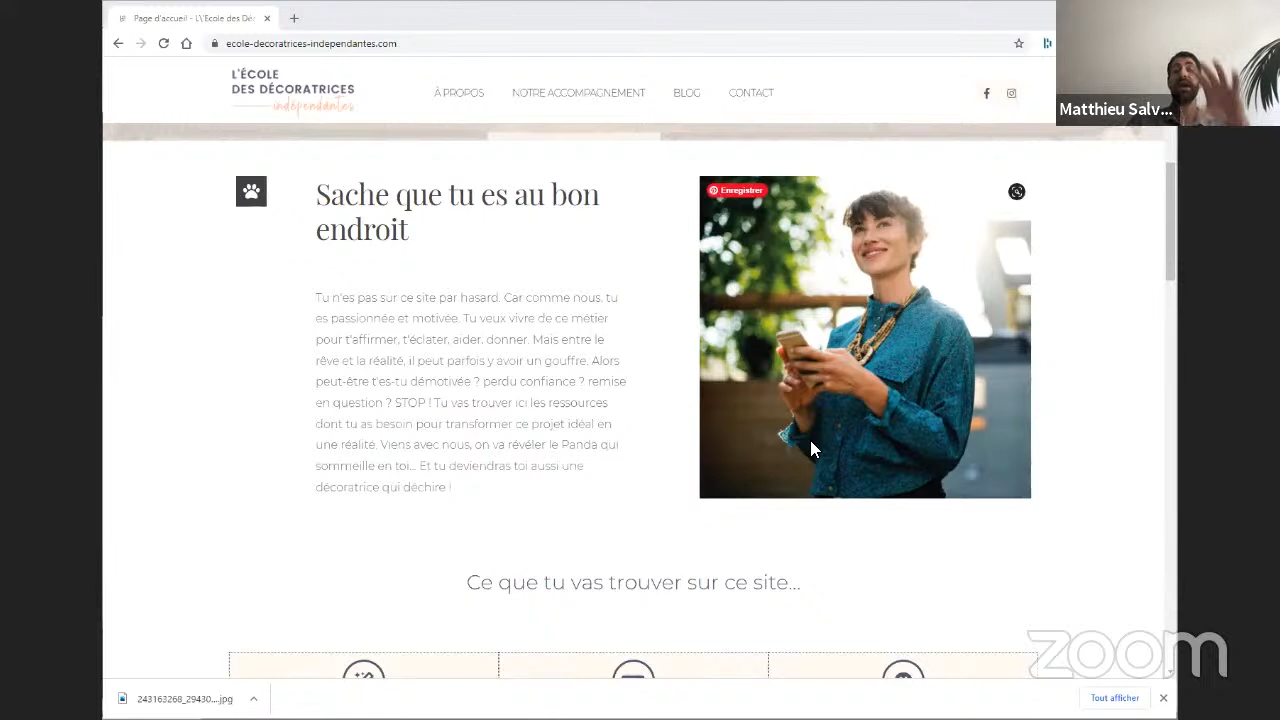 Page d'accueil - L\'École des Déc
ecole-decoratrices-independantes.com
Matthieu Salv...
L'ÉCOLE
DES DÉCORATRICES
indépendantes
À PROPOS
NOTRE ACCOMPAGNEMENT
BLOG
CONTACT
Sache que tu es au bon
endroit
Enregistrer
Tu n'es pas sur ce site par hasard. Car comme nous, tu
es passionnée et motivée. Tu veux vivre de ce métier
pour t'affirmer, t'éclater, aider, donner. Mais entre le
rêve et la réalité, il peut parfois y avoir un gouffre. Alors
peut-être t'es-tu démotivée ? perdu confiance ? remise
en question ? STOP ! Tu vas trouver ici les ressources
dont tu as besoin pour transformer ce projet idéal en
une réalité. Viens avec nous, on va révéler le Panda qui
sommeille en toi... Et tu deviendras toi aussi une
décoratrice qui déchire !
Ce que tu vas trouver sur ce site...
zoom
243163268_29430....jpg
Tout afficher